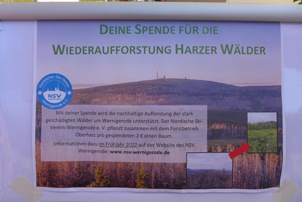 DEINE SPENDE FÜR DIE
WIEDERAUFFORSTUNG HARZER WÄLDER
NSV
Mit deiner Spende wird die nachhaltige Aufforstung der stark
geschädigten Wälder um Wernigerode unterstützt. Der Nordische Ski-
Verein Wernigerode e. V. pflanzt zusammen mit dem Forstbetrieb
Oberharz pro gespendeten 2 € einen Baum.
Informationen dazu im Frühjahr 2022 auf der Website des NSV
Wernigerode: www.nsv-wernigerode.de